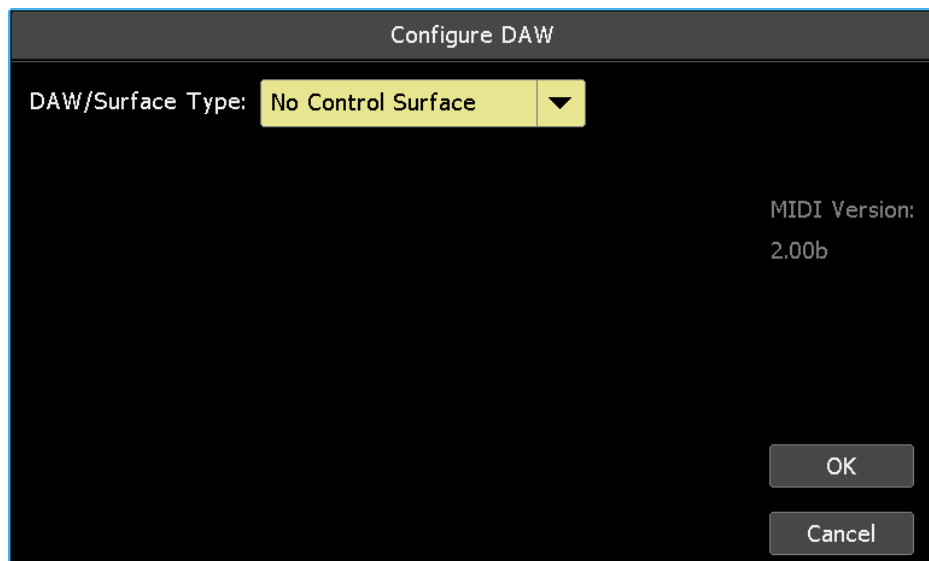 Configure DAW
DAW/Surface Type: No Control Surface
MIDI Version:
2.00b
OK
Cancel